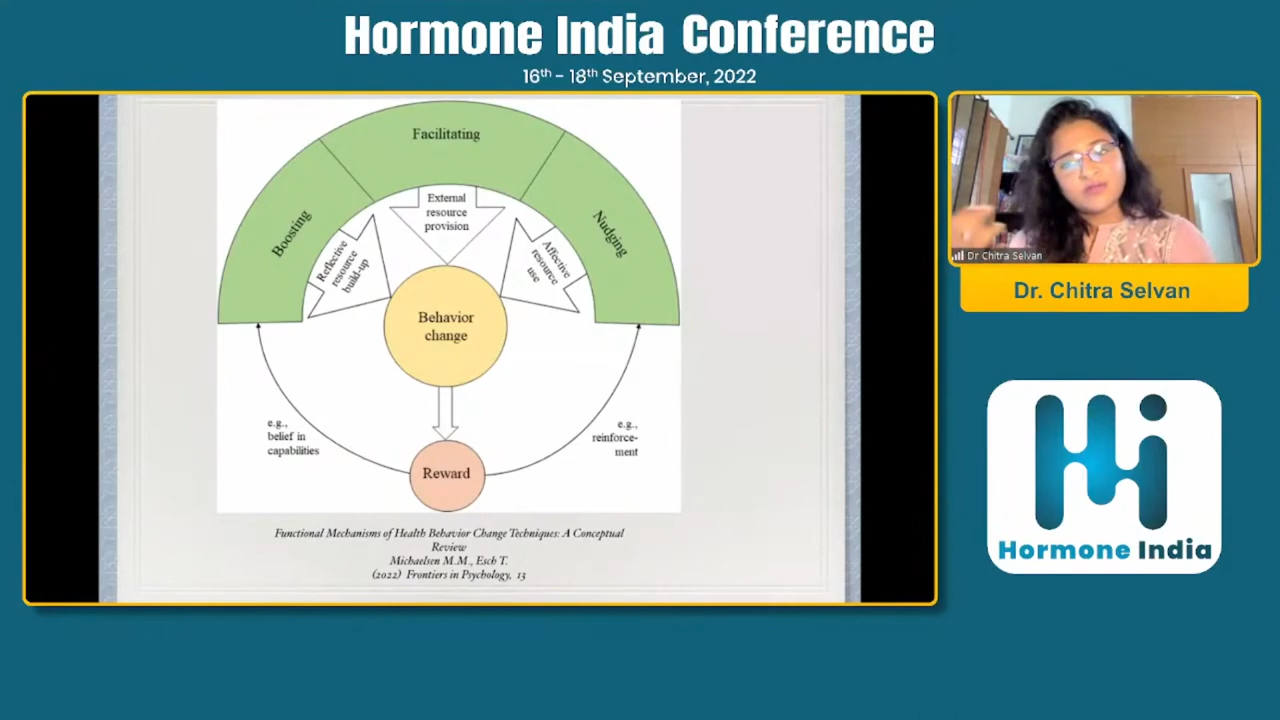 Hormone India Conference
16th - 18th September, 2022
Facilitating
Boosting
Nudging
External
resource
provision
Reflective
resource
build-up
Affective
resource
use
Behavior
change
e.g.,
belief in
capabilities
e.g.,
reinforce-
ment
Reward
Functional Mechanisms of Health Behavior Change Techniques: A Conceptual
Review
Michaelsen M.M., Esch T.
(2022) Frontiers in Psychology, 13
Dr Chitra Selvan
Dr. Chitra Selvan
Hormone India